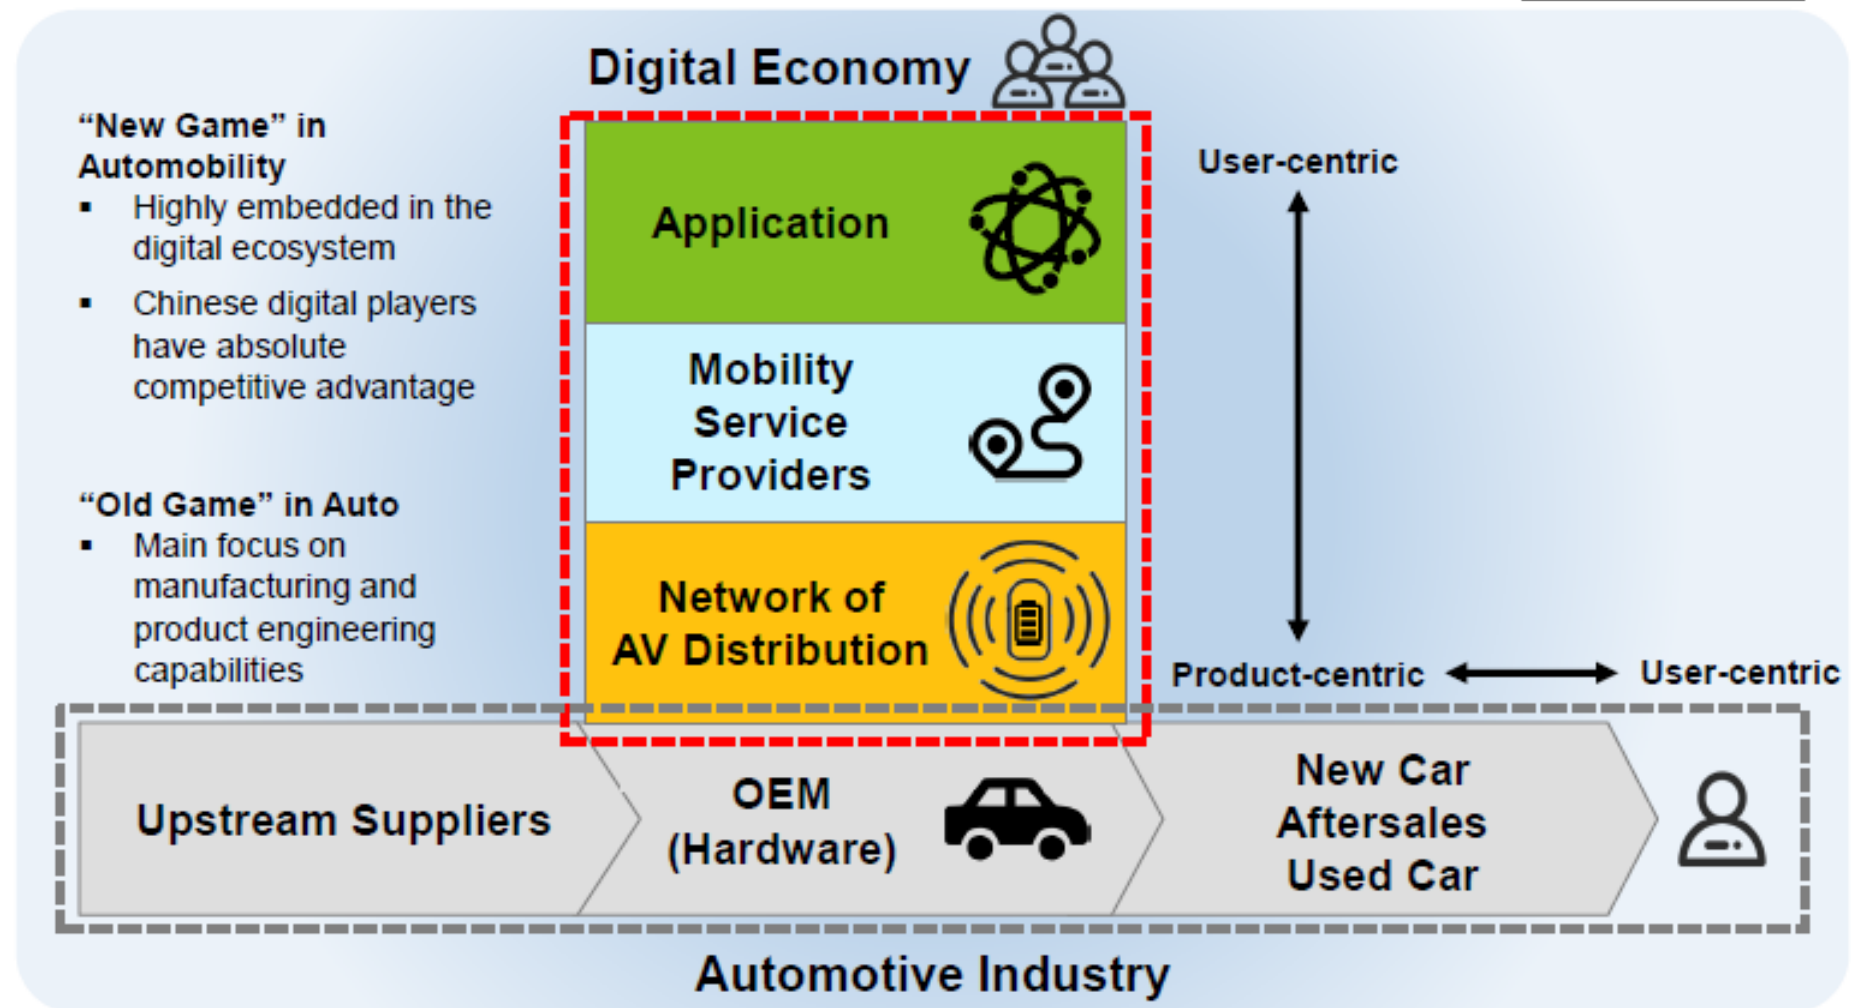 Digital Economy
“New Game” in
Automobility
▪ Highly embedded in the
digital ecosystem
▪ Chinese digital players
have absolute
competitive advantage
“Old Game” in Auto
▪ Main focus on
manufacturing and
product engineering
capabilities
Application
Mobility
Service
Providers
Network of
AV Distribution
User-centric
Product-centric
User-centric
Upstream Suppliers
OEM
(Hardware)
New Car
Aftersales
Used Car
Automotive Industry